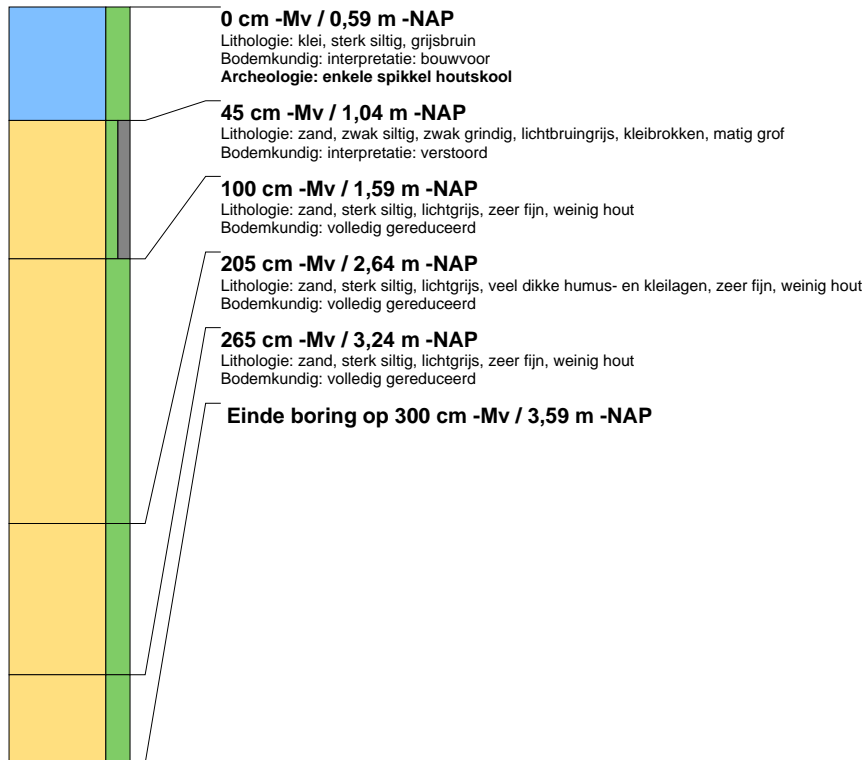 0 cm -Mv / 0,59 m -NAP
Lithologie: klei, sterk siltig, grijsbruin
Bodemkundig: interpretatie: bouwvoor
Archeologie: enkele spikkel houtskool
45 cm -Mv / 1,04 m -NAP
Lithologie: zand, zwak siltig, zwak grindig, lichtbruingrijs, kleibrokken, matig grof
Bodemkundig: interpretatie: verstoord
100 cm -Mv / 1,59 m -NAP
Lithologie: zand, sterk siltig, lichtgrijs, zeer fijn, weinig hout
Bodemkundig: volledig gereduceerd
205 cm -Mv / 2,64 m -NAP
Lithologie: zand, sterk siltig, lichtgrijs, veel dikke humus- en kleilagen, zeer fijn, weinig hout
Bodemkundig: volledig gereduceerd
265 cm -Mv / 3,24 m -NAP
Lithologie: zand, sterk siltig, lichtgrijs, zeer fijn, weinig hout
Bodemkundig: volledig gereduceerd
Einde boring op 300 cm -Mv / 3,59 m -NAP